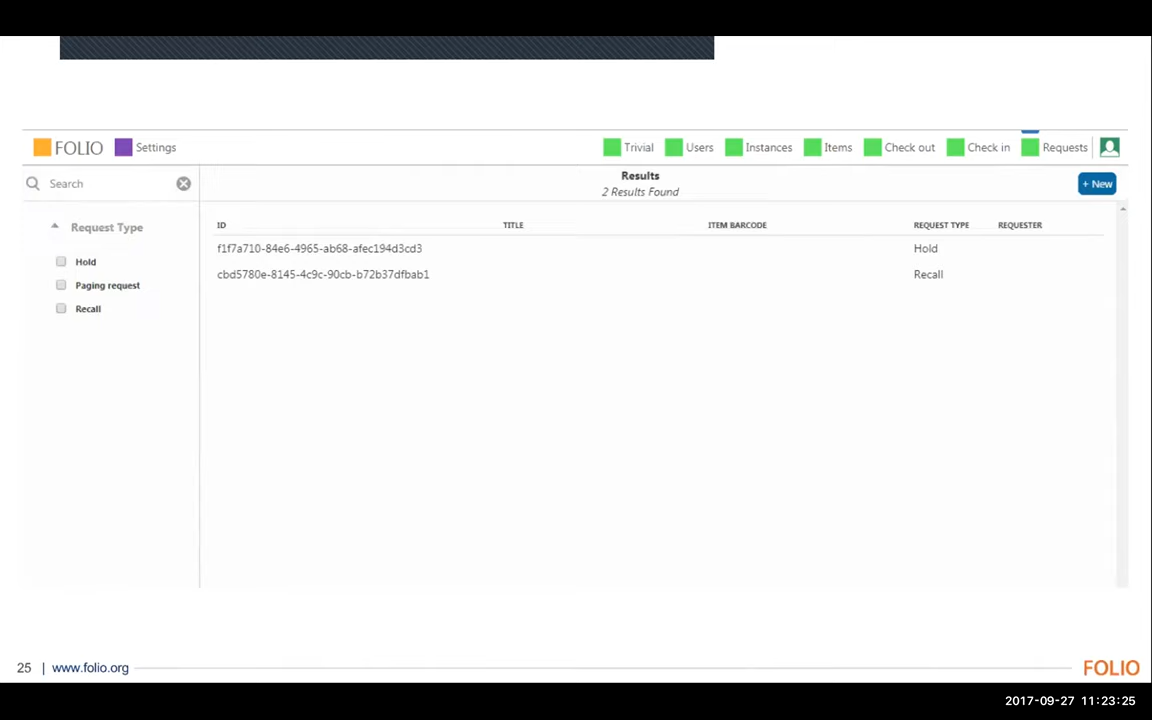 FOLIO Settings Trivial Users Instances Items Check out Check in Requests
Search
Results
2 Results Found
+ New
Request Type
Hold
Paging request
Recall
ID TITLE ITEM BARCODE REQUEST TYPE REQUESTER
f1f7a710-84e6-4965-ab68-afec194d3cd3 Hold
cbd5780e-8145-4c9c-90cb-b72b37dfbab1 Recall
25 | www.folio.org FOLIO
2017-09-27 11:23:25